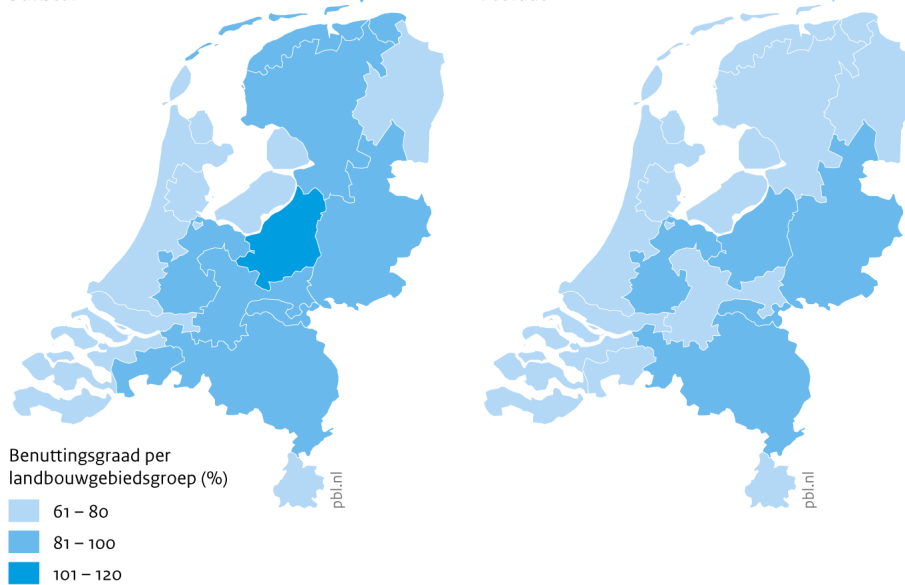 Benuttingsgraad per
landbouwgebiedsgroep (%)
61 – 80
81 – 100
101 – 120
pbl.nl
pbl.nl